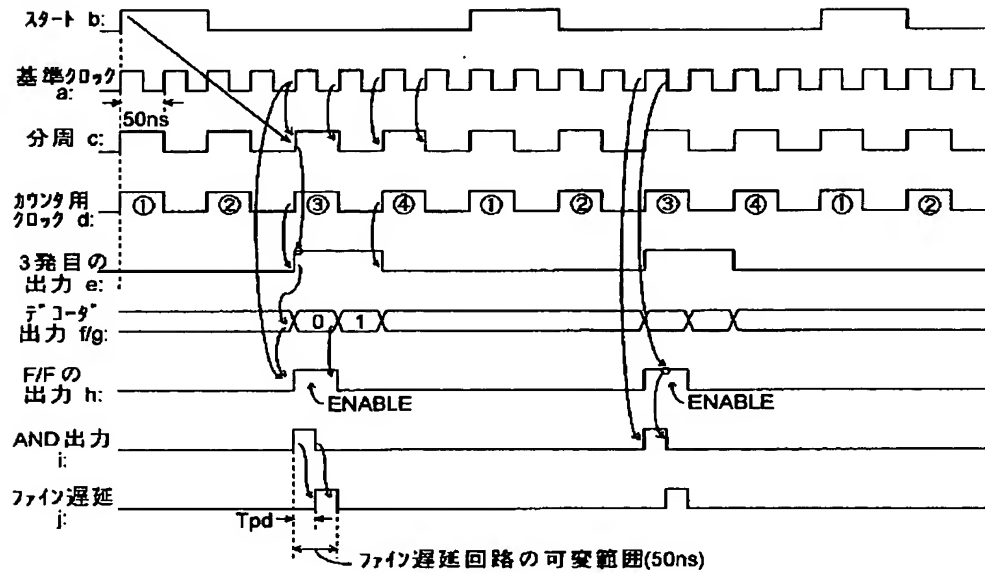 スタート b:
基準クロック
a:
50ns
分周 c:
カウンタ用
クロック d:
① ② ③ ④ ① ② ③ ④ ① ②
3発目の
出力 e:
デコーダ
出力 f/g:
0 1
F/Fの
出力 h:
ENABLE ENABLE
AND出力
i:
ファイン遅延
j:
Tpd
ファイン遅延回路の可変範囲(50ns)